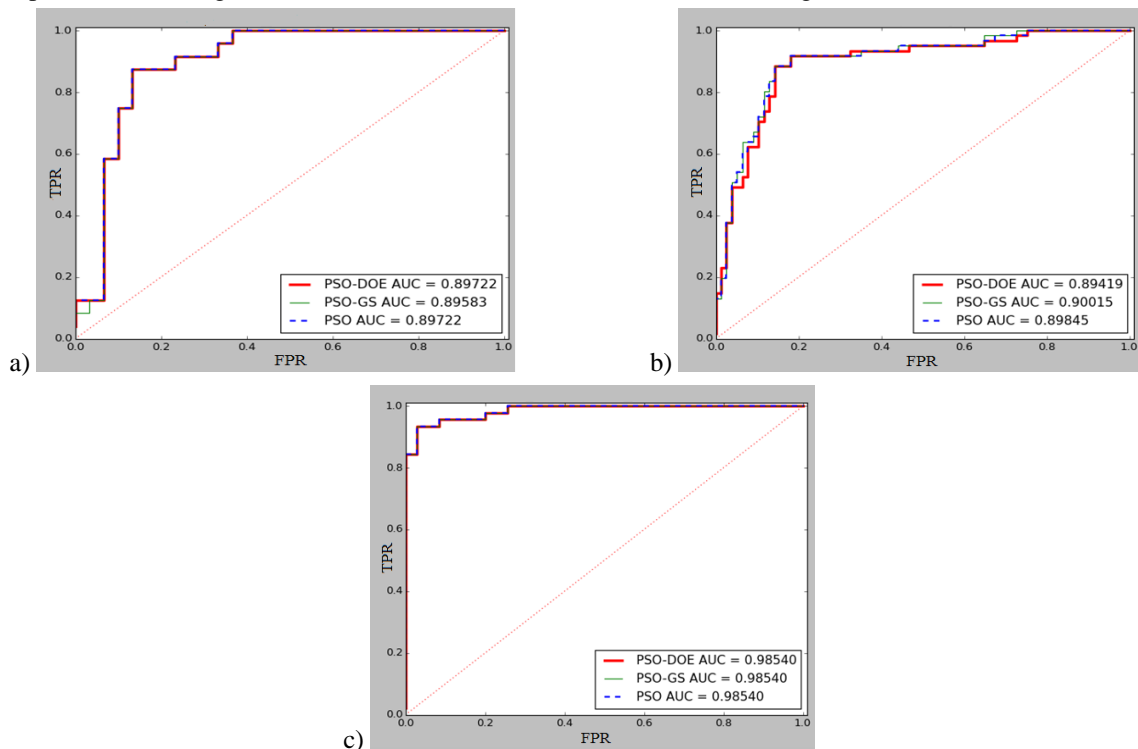 1.0
0.8
0.6
0.4
0.2
0.0
TPR
PSO-DOE AUC = 0.89722
PSO-GS AUC = 0.89583
PSO AUC = 0.89722
0.0 0.2 0.4 0.6 0.8 1.0
FPR
a)
1.0
0.8
0.6
0.4
0.2
0.0
TPR
PSO-DOE AUC = 0.89419
PSO-GS AUC = 0.90015
PSO AUC = 0.89845
0.0 0.2 0.4 0.6 0.8 1.0
FPR
b)
1.0
0.8
0.6
0.4
0.2
0.0
TPR
PSO-DOE AUC = 0.98540
PSO-GS AUC = 0.98540
PSO AUC = 0.98540
0.0 0.2 0.4 0.6 0.8 1.0
FPR
c)